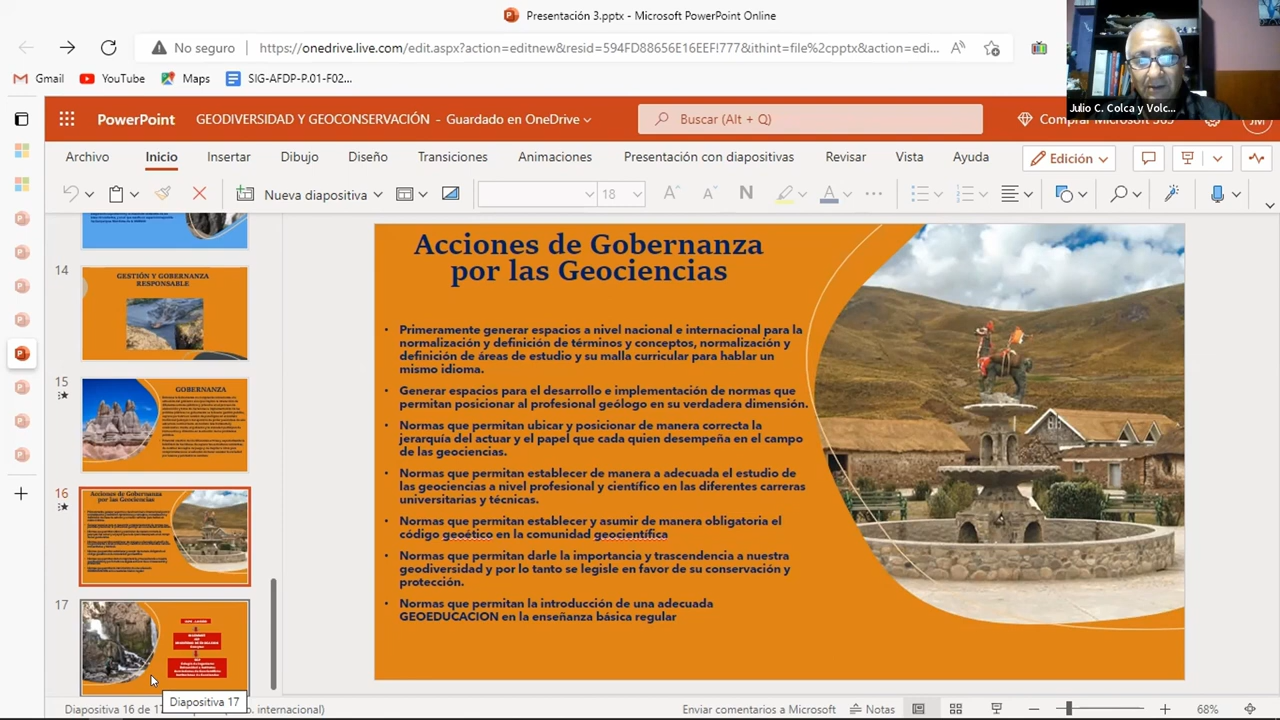 Presentación 3.pptx - Microsoft PowerPoint Online
No seguro
https://onedrive.live.com/edit.aspx?action=editnew&resid=594FD88656E16EEF!777&ithint=file%2cpptx&action=edi...
Gmail
YouTube
Maps
SIG-AFDP-P.01-F02...
Julio C. Colca y Volc...
PowerPoint
GEODIVERSIDAD Y GEOCONSERVACIÓN - Guardado en OneDrive
Buscar (Alt + Q)
Archivo
Inicio
Insertar
Dibujo
Diseño
Transiciones
Animaciones
Presentación con diapositivas
Revisar
Vista
Ayuda
Edición
Nueva diapositiva
18
N
14
GESTIÓN Y GOBERNANZA
RESPONSABLE
15
GOBERNANZA
16
Acciones de Gobernanza
por las Geociencias
17
Diapositiva 17
Acciones de Gobernanza
por las Geociencias
• Primeramente generar espacios a nivel nacional e internacional para la
normalización y definición de términos y conceptos, normalización y
definición de áreas de estudio y su malla curricular para hablar un
mismo idioma.
• Generar espacios para el desarrollo e implementación de normas que
permitan posicionar al profesional geólogo en su verdadera dimensión.
• Normas que permitan ubicar y posicionar de manera correcta la
jerarquía del actuar y el papel que cada quien desempeña en el campo
de las geociencias.
• Normas que permitan establecer de manera a adecuada el estudio de
las geociencias a nivel profesional y científico en las diferentes carreras
universitarias y técnicas.
• Normas que permitan establecer y asumir de manera obligatoria el
código geoético en la comunidad geocientífica
• Normas que permitan darle la importancia y trascendencia a nuestra
geodiversidad y por lo tanto se legisle en favor de su conservación y
protección.
• Normas que permitan la introducción de una adecuada
GEOEDUCACION en la enseñanza básica regular
Diapositiva 16 de 17
internacional)
Enviar comentarios a Microsoft
Notas
68%